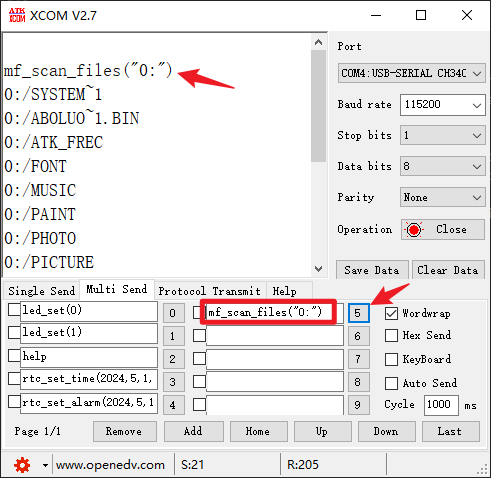 ATK
XCOM
XCOM V2.7
mf_scan_files("0:")
0:/SYSTEM~1
0:/ABOLUO~1.BIN
0:/ATK_FREC
0:/FONT
0:/MUSIC
0:/PAINT
0:/PHOTO
0:/PICTURE
Port
COM4:USB-SERIAL CH340
Baud rate 115200
Stop bits 1
Data bits 8
Parity None
Operation Close
Save Data Clear Data
Single Send Multi Send Protocol Transmit Help
led_set(0) 0 mf_scan_files("0:") 5 Wordwrap
led_set(1) 1 6 Hex Send
help 2 7 KeyBoard
rtc_set_time(2024,5,1, 3 8 Auto Send
rtc_set_alarm(2024,5,1 4 9 Cycle 1000 ms
Page 1/1 Remove Add Home Up Down Last
www.openedv.com S:21 R:205